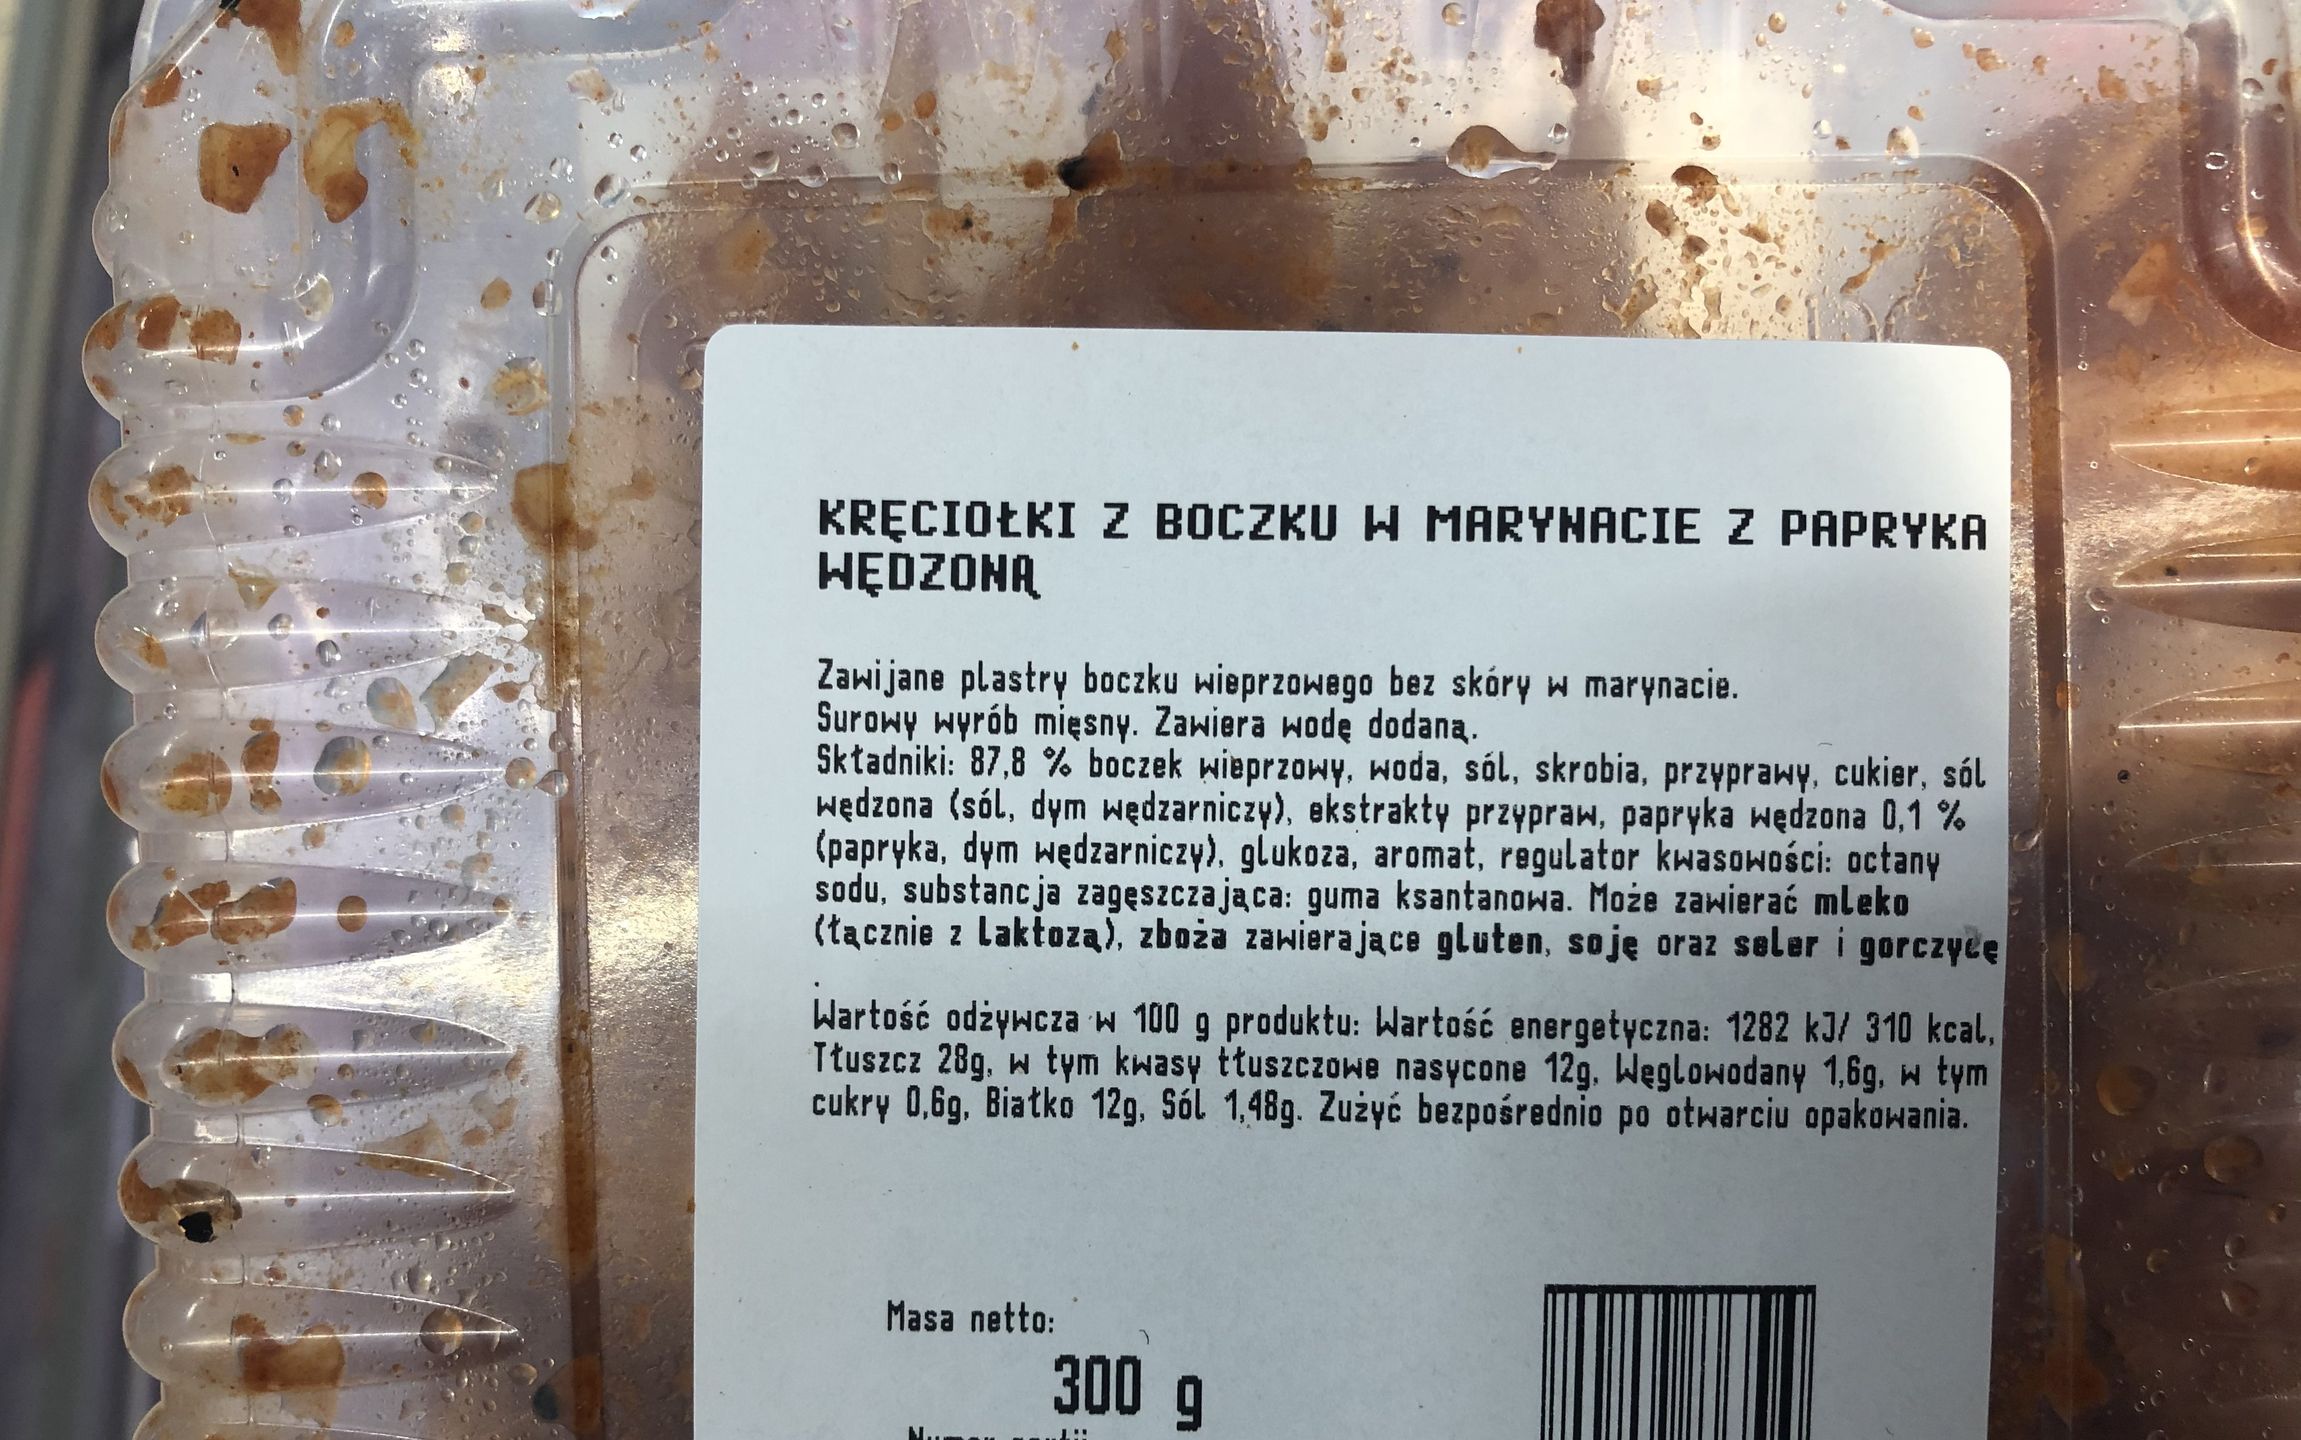 KRĘCIOŁKI Z BOCZKU W MARYNACIE Z PAPRYKA
WĘDZONĄ
Zawijane plastry boczku wieprzowego bez skóry w marynacie.
Surowy wyrób mięsny. Zawiera wodę dodaną.
Składniki: 87,8 % boczek wieprzowy, woda, sól, skrobia, przyprawy, cukier, sól
wędzona (sól, dym wędzarniczy), ekstrakty przypraw, papryka wędzona 0,1 %
(papryka, dym wędzarniczy), glukoza, aromat, regulator kwasowości: octany
sodu, substancja zagęszczająca: guma ksantanowa. Może zawierać mleko
(łącznie z laktozą), zboża zawierające gluten, soję oraz seler i gorczycę
.
Wartość odżywcza w 100 g produktu: Wartość energetyczna: 1282 kJ/ 310 kcal,
Tłuszcz 28g, w tym kwasy tłuszczowe nasycone 12g, Węglowodany 1,6g, w tym
cukry 0,6g, Białko 12g, Sól 1,48g. Zużyć bezpośrednio po otwarciu opakowania.
Masa netto:
300 g
Numer partii